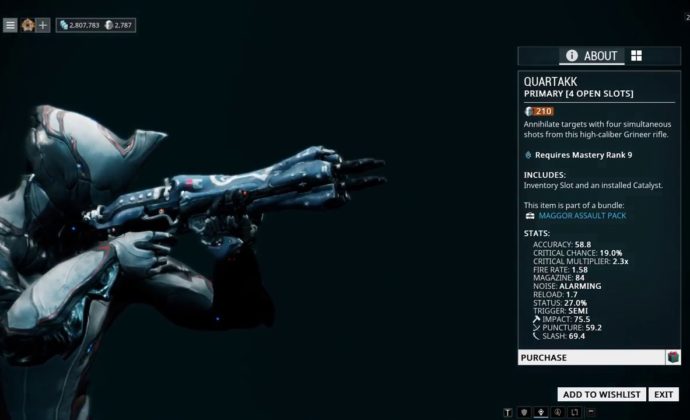 2,807,783 2,787
2
ABOUT
QUARTAKK
PRIMARY [4 OPEN SLOTS]
210
Annihilate targets with four simultaneous
shots from this high-caliber Grineer rifle.
Requires Mastery Rank 9
INCLUDES:
Inventory Slot and an installed Catalyst.
This item is part of a bundle:
MAGGOR ASSAULT PACK
STATS:
ACCURACY: 58.8
CRITICAL CHANCE: 19.0%
CRITICAL MULTIPLIER: 2.3x
FIRE RATE: 1.58
MAGAZINE: 84
NOISE: ALARMING
RELOAD: 1.7
STATUS: 27.0%
TRIGGER: SEMI
IMPACT: 75.5
PUNCTURE: 59.2
SLASH: 69.4
PURCHASE
ADD TO WISHLIST EXIT
T